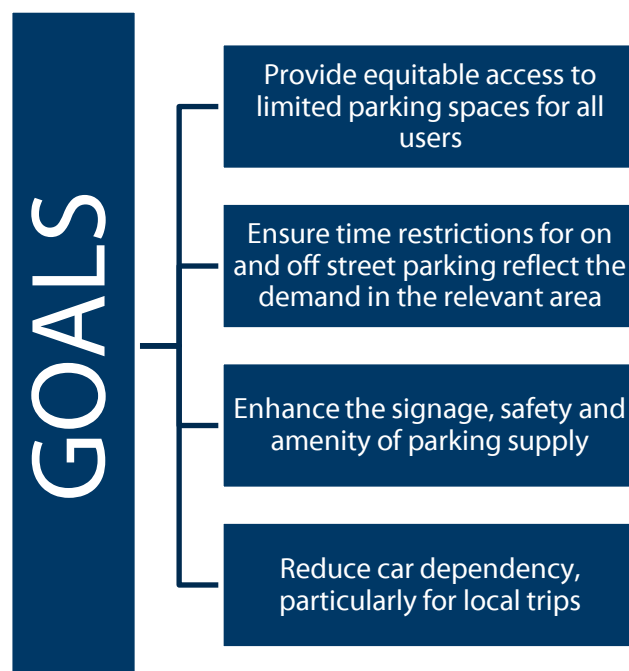 GOALS
Provide equitable access to
limited parking spaces for all
users
Ensure time restrictions for on
and off street parking reflect the
demand in the relevant area
Enhance the signage, safety and
amenity of parking supply
Reduce car dependency,
particularly for local trips